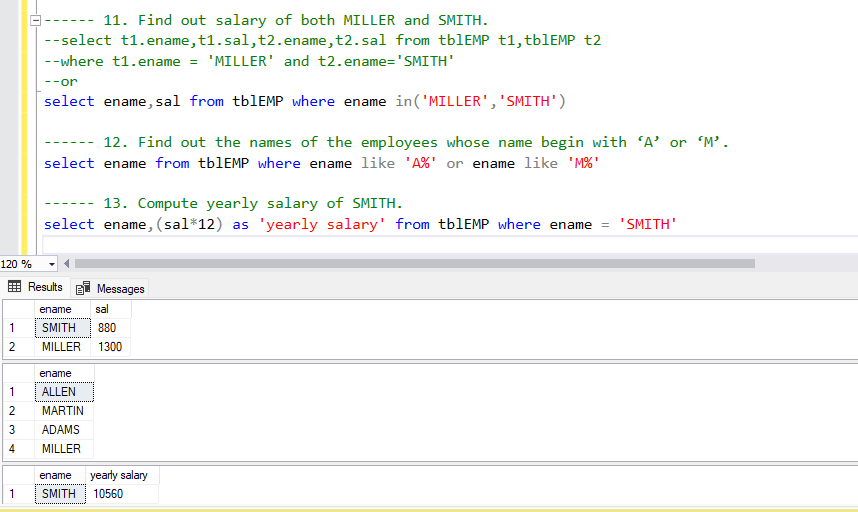 ------ 11. Find out salary of both MILLER and SMITH.
--select t1.ename,t1.sal,t2.ename,t2.sal from tblEMP t1,tblEMP t2
--where t1.ename = 'MILLER' and t2.ename='SMITH'
--or
select ename,sal from tblEMP where ename in('MILLER','SMITH')
------ 12. Find out the names of the employees whose name begin with ‘A’ or ‘M’.
select ename from tblEMP where ename like 'A%' or ename like 'M%'
------ 13. Compute yearly salary of SMITH.
select ename,(sal*12) as 'yearly salary' from tblEMP where ename = 'SMITH'
120 %
Results Messages
ename sal
1 SMITH 880
2 MILLER 1300
ename
1 ALLEN
2 MARTIN
3 ADAMS
4 MILLER
ename yearly salary
1 SMITH 10560